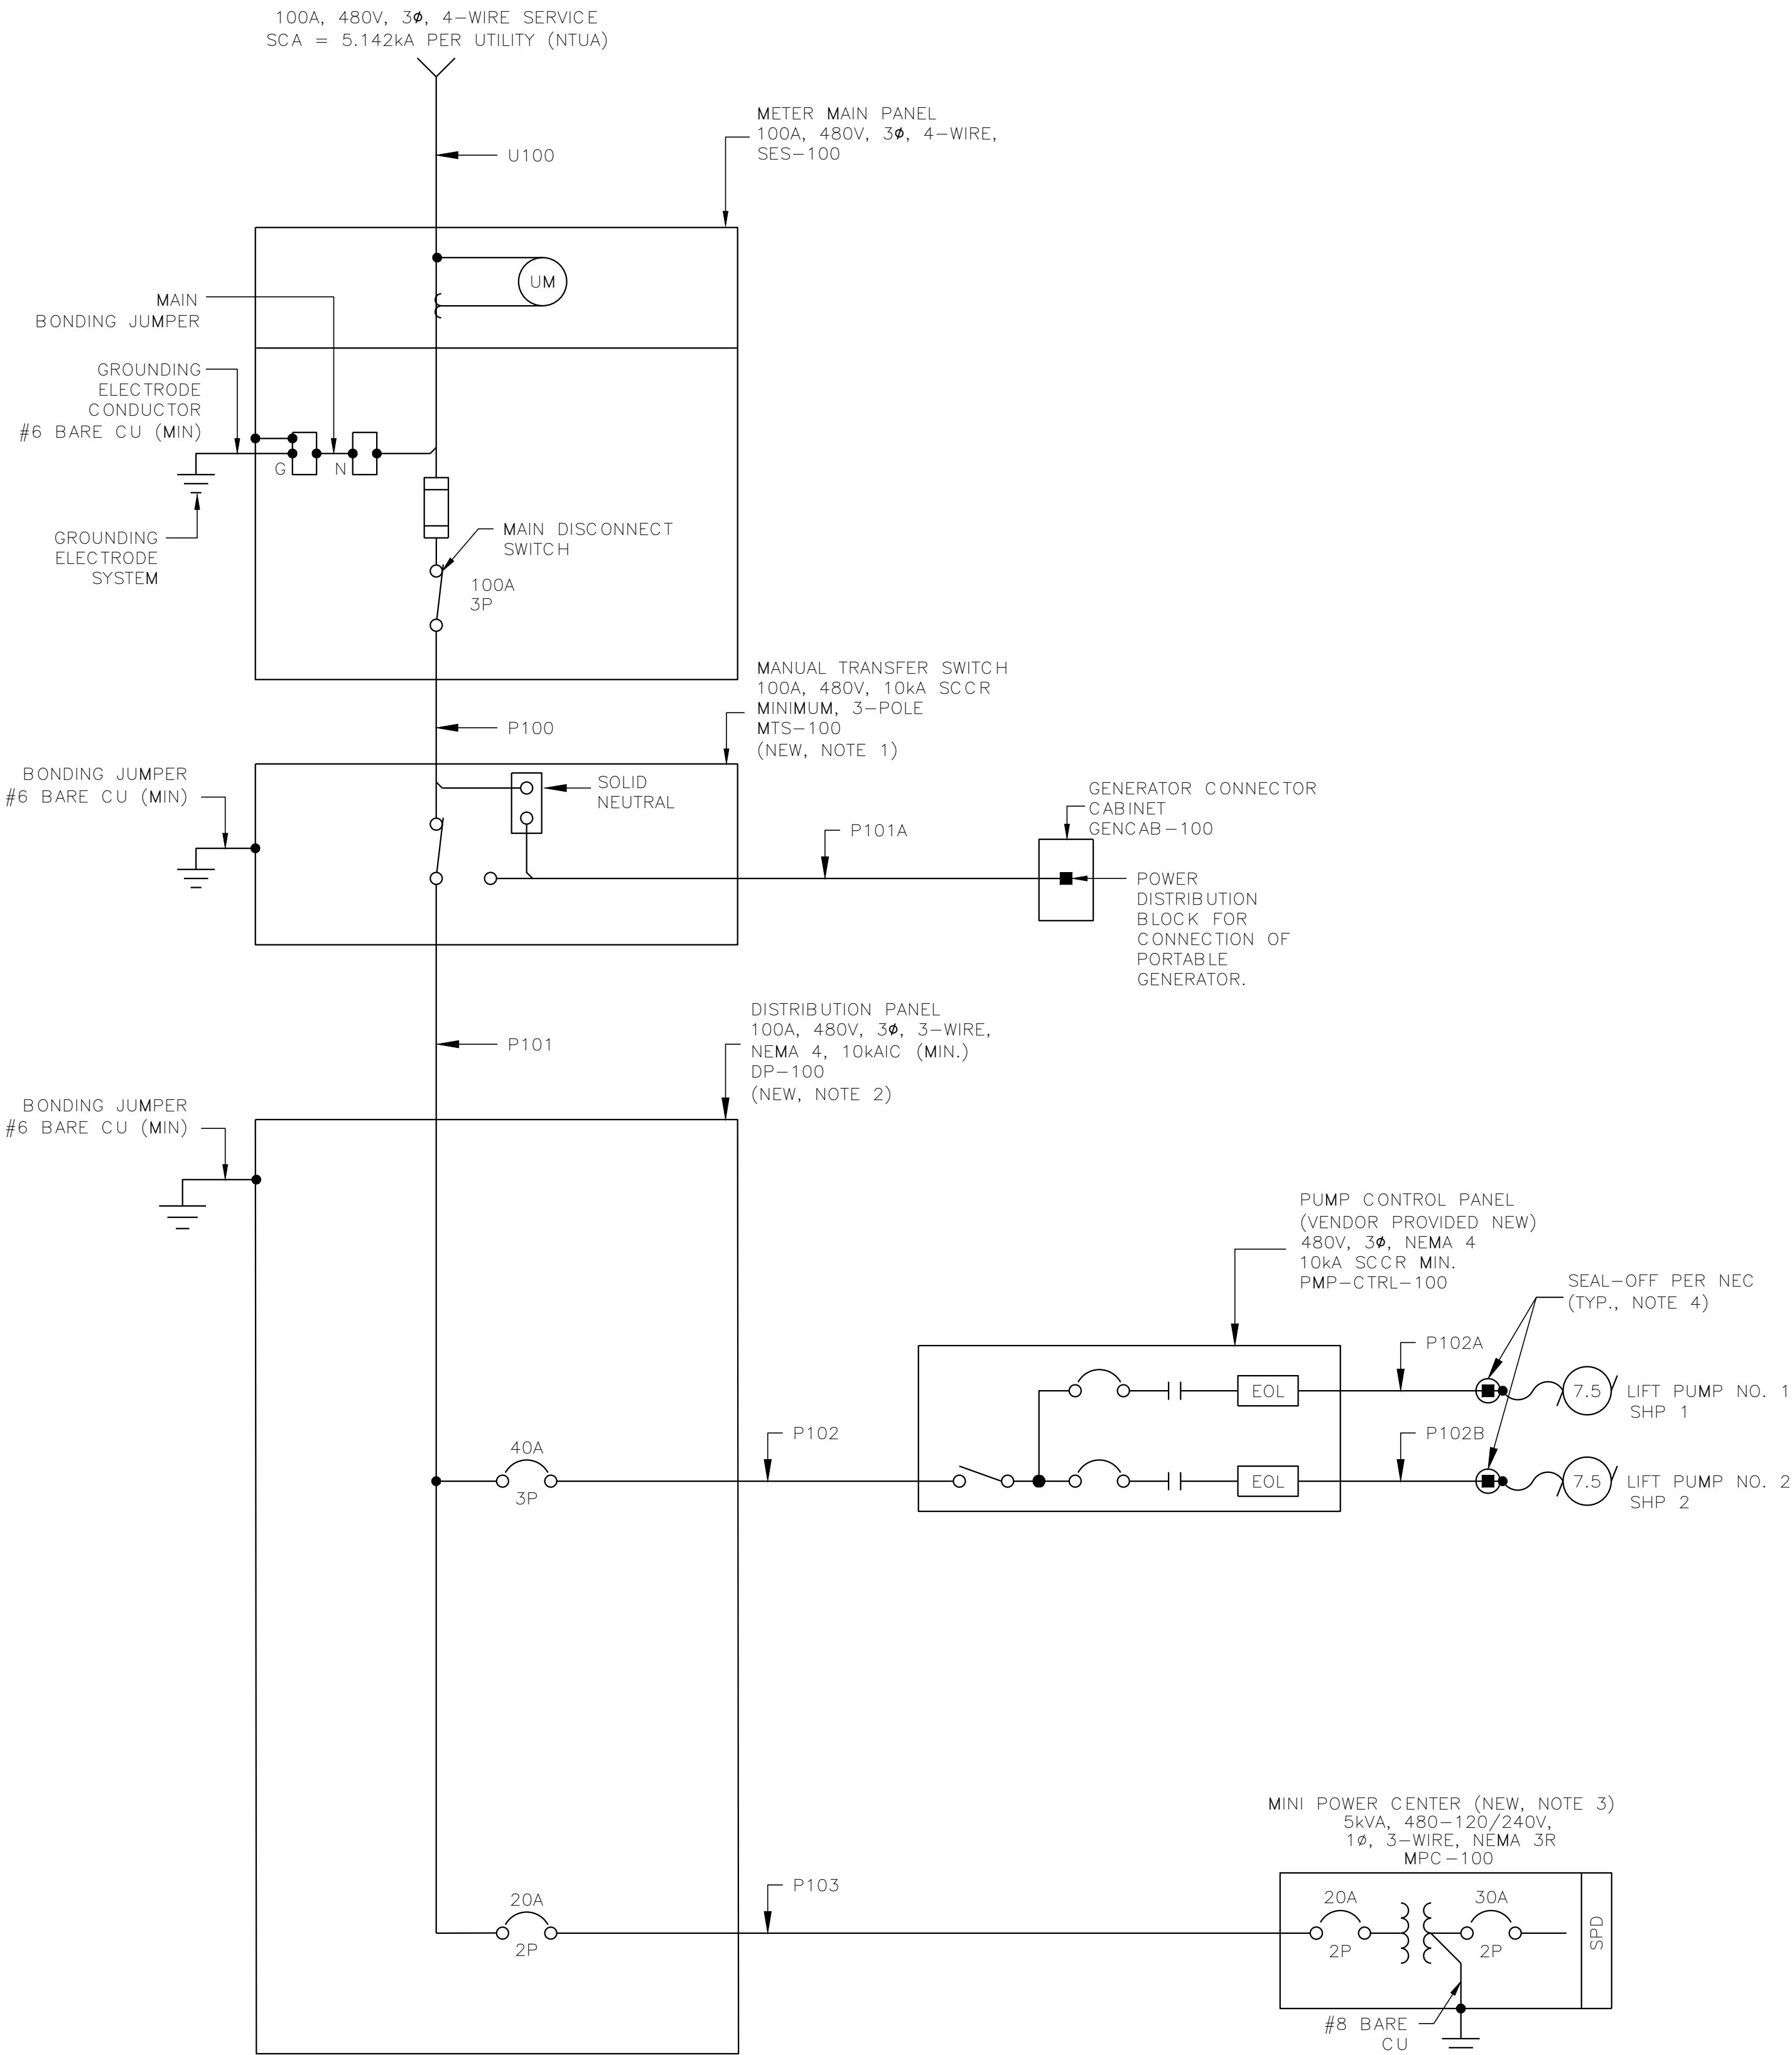 100A, 480V, 3Ø, 4-WIRE SERVICE
SCA = 5.142kA PER UTILITY (NTUA)
U100
METER MAIN PANEL
100A, 480V, 3Ø, 4-WIRE,
SES-100
UM
MAIN
BONDING JUMPER
GROUNDING
ELECTRODE
CONDUCTOR
#6 BARE CU (MIN)
G
N
GROUNDING
ELECTRODE
SYSTEM
MAIN DISCONNECT
SWITCH
100A
3P
P100
MANUAL TRANSFER SWITCH
100A, 480V, 10kA SCCR
MINIMUM, 3-POLE
MTS-100
(NEW, NOTE 1)
BONDING JUMPER
#6 BARE CU (MIN)
SOLID
NEUTRAL
P101A
GENERATOR CONNECTOR
CABINET
GENCAB-100
POWER
DISTRIBUTION
BLOCK FOR
CONNECTION OF
PORTABLE
GENERATOR.
P101
DISTRIBUTION PANEL
100A, 480V, 3Ø, 3-WIRE,
NEMA 4, 10kAIC (MIN.)
DP-100
(NEW, NOTE 2)
BONDING JUMPER
#6 BARE CU (MIN)
40A
3P
P102
PUMP CONTROL PANEL
(VENDOR PROVIDED NEW)
480V, 3Ø, NEMA 4
10kA SCCR MIN.
PMP-CTRL-100
EOL
EOL
P102A
P102B
SEAL-OFF PER NEC
(TYP., NOTE 4)
7.5
LIFT PUMP NO. 1
SHP 1
7.5
LIFT PUMP NO. 2
SHP 2
20A
2P
P103
MINI POWER CENTER (NEW, NOTE 3)
5kVA, 480-120/240V,
1Ø, 3-WIRE, NEMA 3R
MPC-100
20A
2P
30A
2P
SPD
#8 BARE
CU